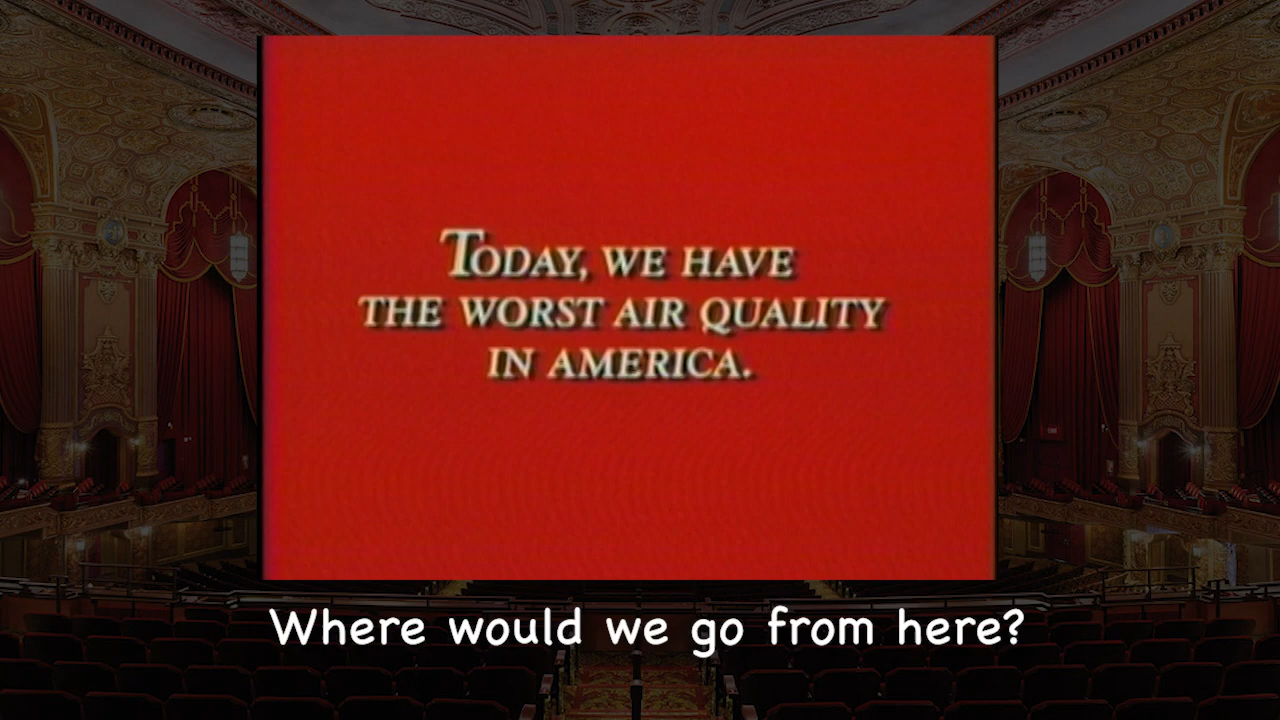 TODAY, WE HAVE
THE WORST AIR QUALITY
IN AMERICA.
Where would we go from here?